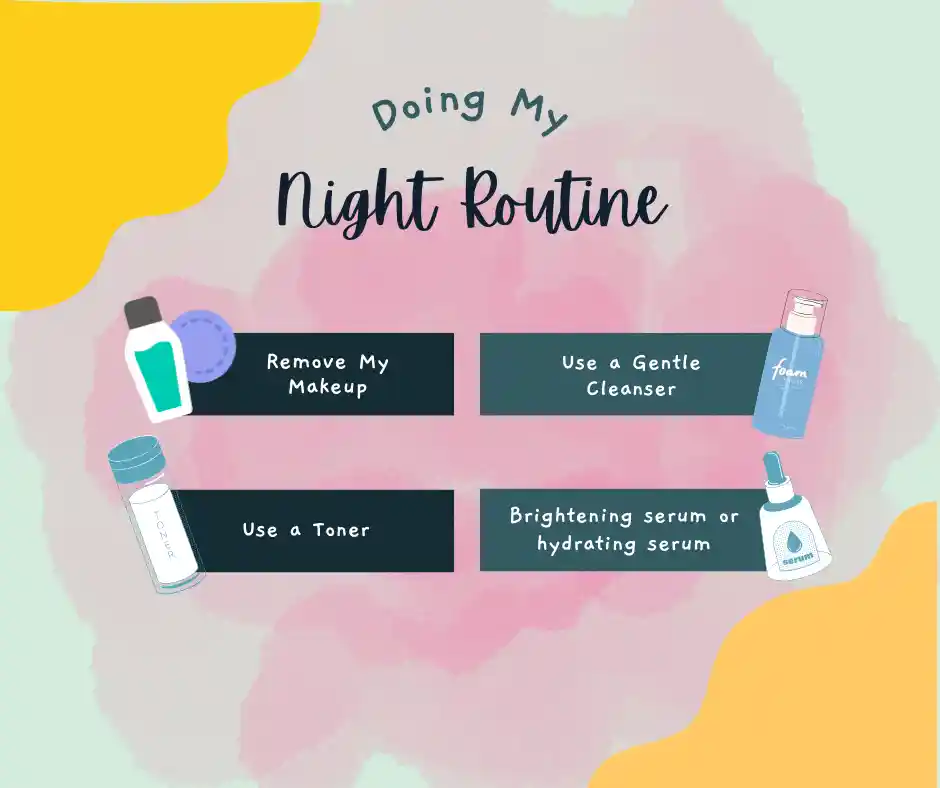 Doing My
Night Routine
Remove My
Makeup
Use a Gentle
Cleanser
foam
Use a Toner
TONER
Brightening serum or
hydrating serum
serum